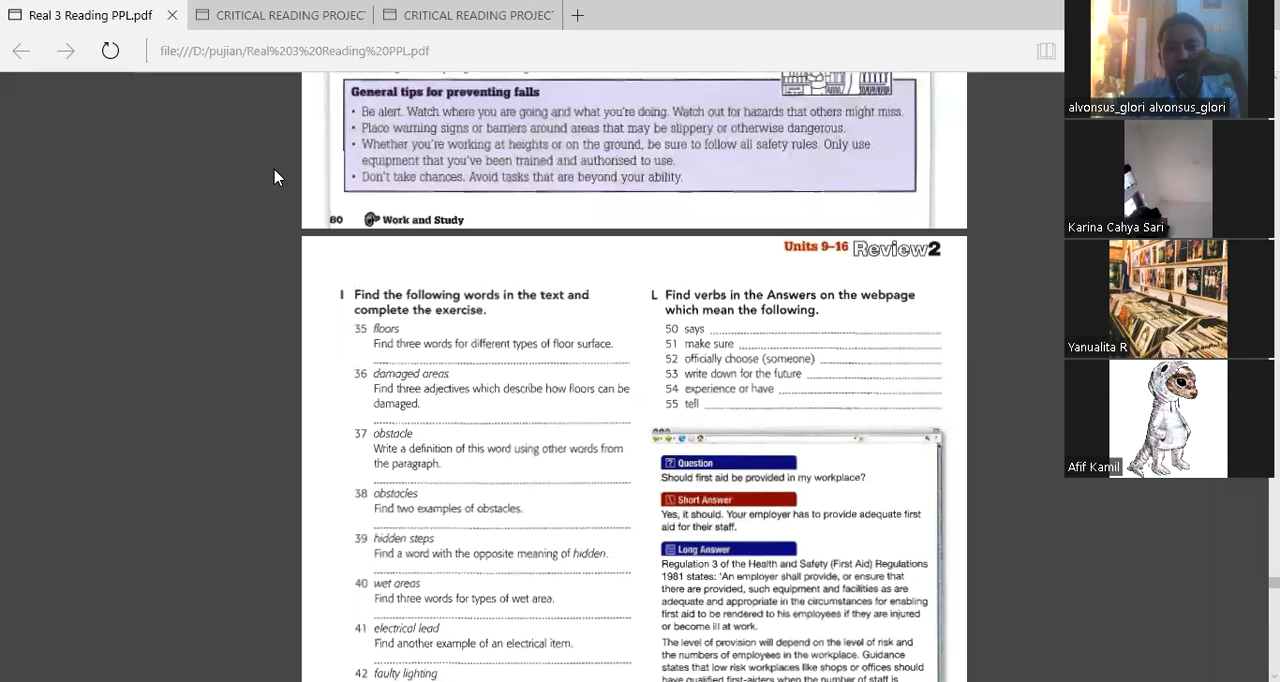 Real 3 Reading PPL.pdf
CRITICAL READING PROJEC
CRITICAL READING PROJEC
file:///D:/pujian/Real%203%20Reading%20PPL.pdf
General tips for preventing falls
• Be alert. Watch where you are going and what you're doing. Watch out for hazards that others might miss.
• Place warning signs or barriers around areas that may be slippery or otherwise dangerous.
• Whether you're working at heights or on the ground, be sure to follow all safety rules. Only use
equipment that you've been trained and authorised to use.
• Don't take chances. Avoid tasks that are beyond your ability.
80 Work and Study
Units 9–16 Review2
I Find the following words in the text and
complete the exercise.
35 floors
Find three words for different types of floor surface.
36 damaged areas
Find three adjectives which describe how floors can be
damaged.
37 obstacle
Write a definition of this word using other words from
the paragraph.
38 obstacles
Find two examples of obstacles.
39 hidden steps
Find a word with the opposite meaning of hidden.
40 wet areas
Find three words for types of wet area.
41 electrical lead
Find another example of an electrical item.
42 faulty lighting
L Find verbs in the Answers on the webpage
which mean the following.
50 says
51 make sure
52 officially choose (someone)
53 write down for the future
54 experience or have
55 tell
? Question
Should first aid be provided in my workplace?
Short Answer
Yes, it should. Your employer has to provide adequate first
aid for their staff.
Long Answer
Regulation 3 of the Health and Safety (First Aid) Regulations
1981 states: 'An employer shall provide, or ensure that
there are provided, such equipment and facilities as are
adequate and appropriate in the circumstances for enabling
first aid to be rendered to his employees if they are injured
or become ill at work.
The level of provision will depend on the level of risk and
the numbers of employees in the workplace. Guidance
states that low risk workplaces like shops or offices should
have qualified first-aiders when the number of staff is
alvonsus_glori alvonsus_glori
Karina Cahya Sari
Yanualita R
Afif Kamil